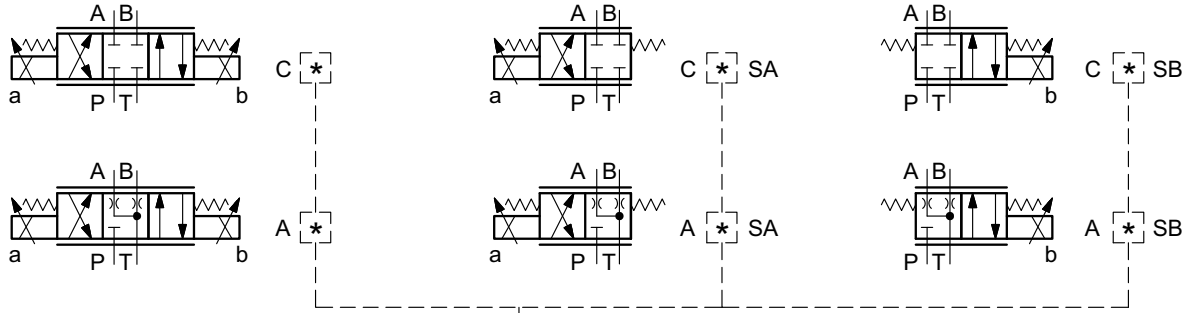 A B A B A B
C * C * SA C * SB
a b a b
P T P T P T
A B A B A B
A * A * SA A * SB
a b a b
P T P T P T